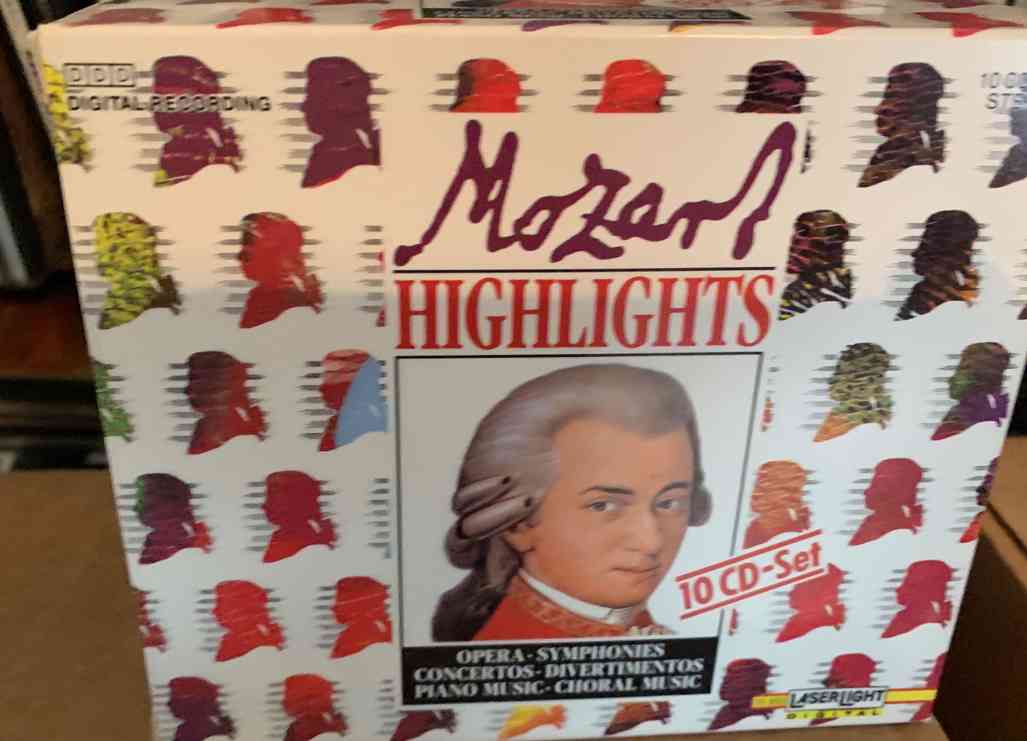 DDD
DIGITAL RECORDING
Mozart
HIGHLIGHTS
10 CD-Set
OPERA - SYMPHONIES
CONCERTOS - DIVERTIMENTOS
PIANO MUSIC - CHORAL MUSIC
LASERLIGHT
DIGITAL